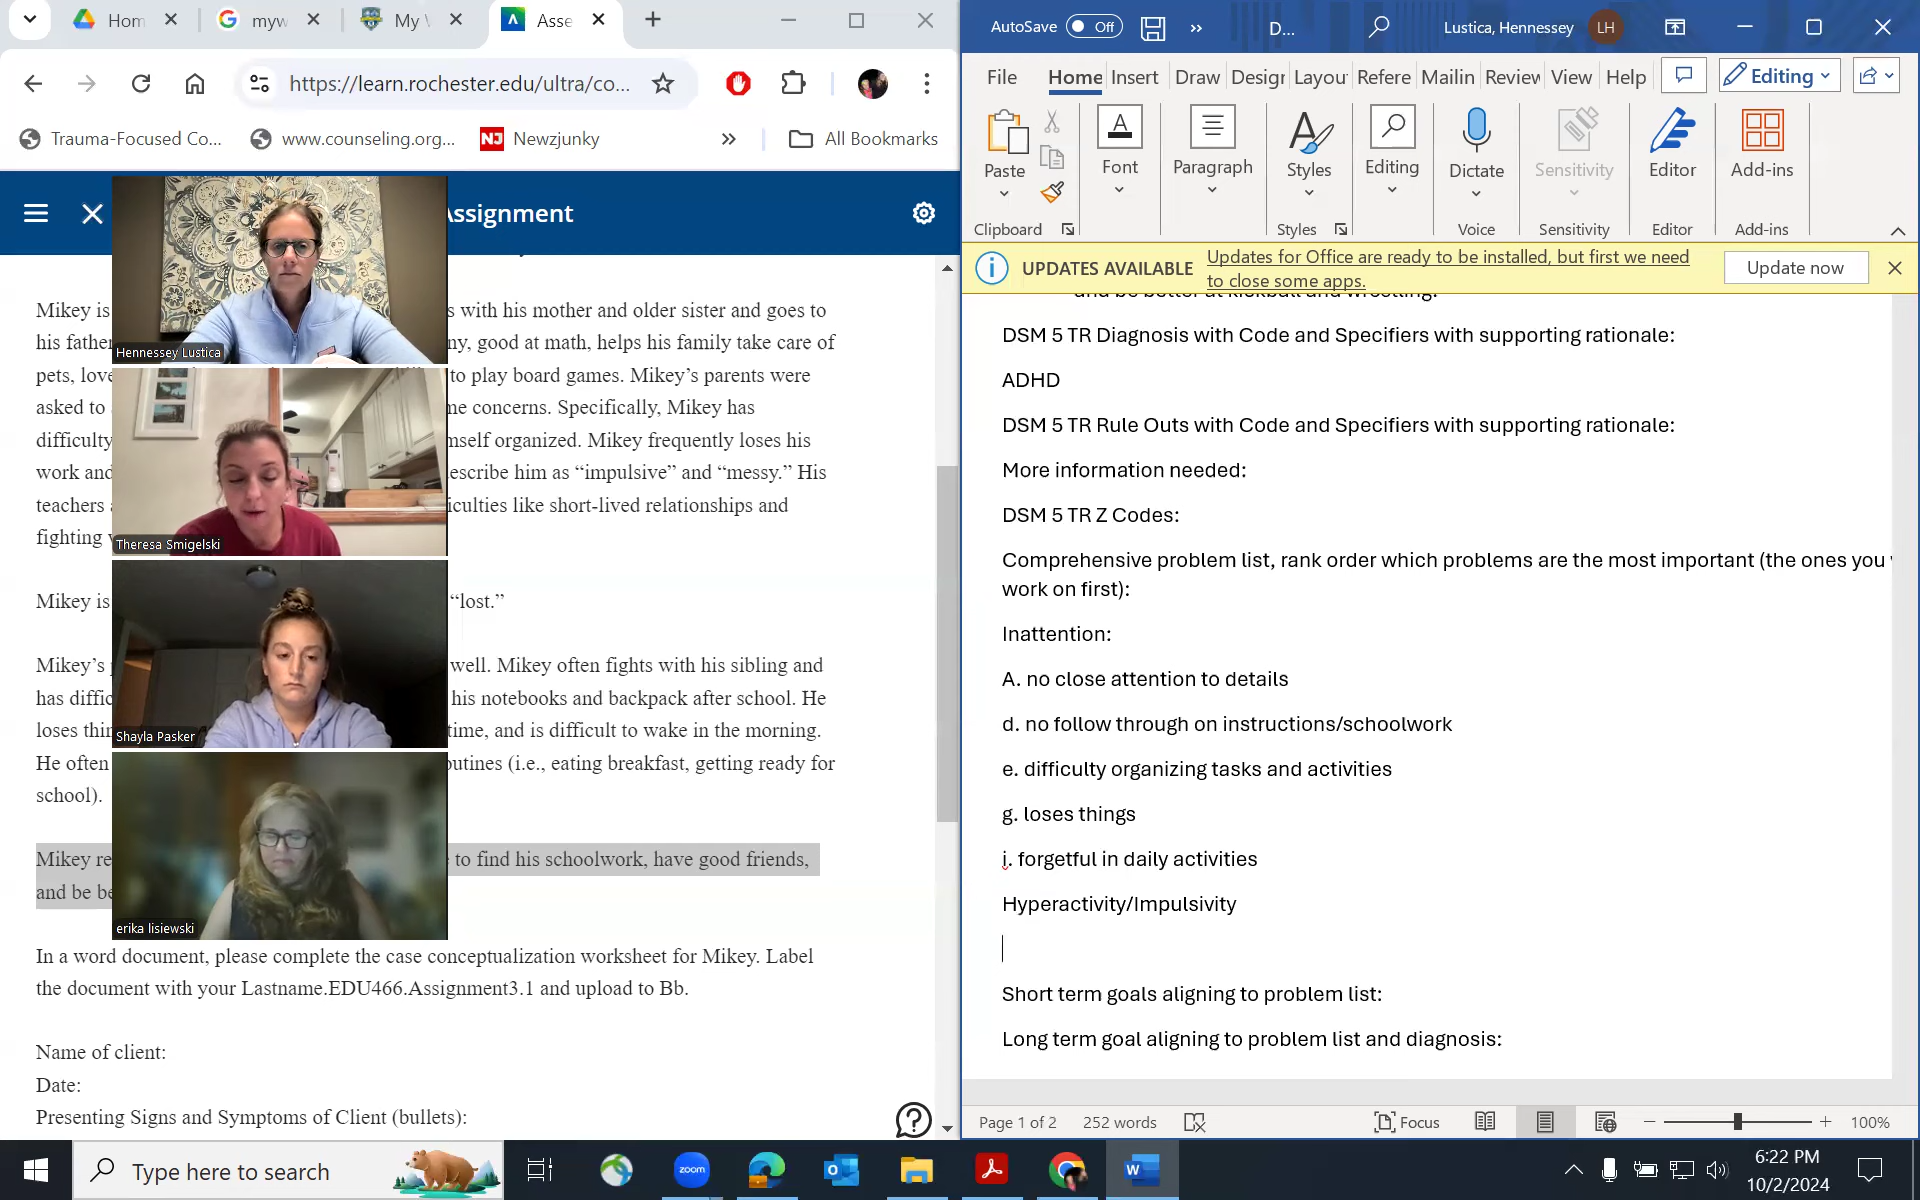 Hom
myw
My
Asse
https://learn.rochester.edu/ultra/co...
Trauma-Focused Co...
www.counseling.org...
NJ
Newzjunky
All Bookmarks
Assignment
Mikey is
s with his mother and older sister and goes to
his father
ny, good at math, helps his family take care of
pets, love
to play board games. Mikey’s parents were
asked to
me concerns. Specifically, Mikey has
difficulty
mself organized. Mikey frequently loses his
work and
describe him as “impulsive” and “messy.” His
teachers
iculties like short-lived relationships and
fighting
Mikey is
“lost.”
Mikey’s
well. Mikey often fights with his sibling and
has diffic
his notebooks and backpack after school. He
loses thin
time, and is difficult to wake in the morning.
He often
outines (i.e., eating breakfast, getting ready for
school).
Mikey re
to find his schoolwork, have good friends,
and be be
In a word document, please complete the case conceptualization worksheet for Mikey. Label
the document with your Lastname.EDU466.Assignment3.1 and upload to Bb.
Name of client:
Date:
Presenting Signs and Symptoms of Client (bullets):
Hennessey Lustica
Theresa Smigelski
Shayla Pasker
erika lisiewski
AutoSave Off
D...
Lustica, Hennessey
LH
File Home Insert Draw Design Layou Refere Mailin Review View Help
Editing
Paste
Font
Paragraph
Styles
Editing
Dictate
Sensitivity
Editor
Add-ins
Clipboard
Styles
Voice
Sensitivity
Editor
Add-ins
UPDATES AVAILABLE
Updates for Office are ready to be installed, but first we need
to close some apps.
Update now
and be better at kickball and wrestling.
DSM 5 TR Diagnosis with Code and Specifiers with supporting rationale:
ADHD
DSM 5 TR Rule Outs with Code and Specifiers with supporting rationale:
More information needed:
DSM 5 TR Z Codes:
Comprehensive problem list, rank order which problems are the most important (the ones you
work on first):
Inattention:
A. no close attention to details
d. no follow through on instructions/schoolwork
e. difficulty organizing tasks and activities
g. loses things
i. forgetful in daily activities
Hyperactivity/Impulsivity
Short term goals aligning to problem list:
Long term goal aligning to problem list and diagnosis:
Page 1 of 2
252 words
Focus
100%
Type here to search
zoom
6:22 PM
10/2/2024